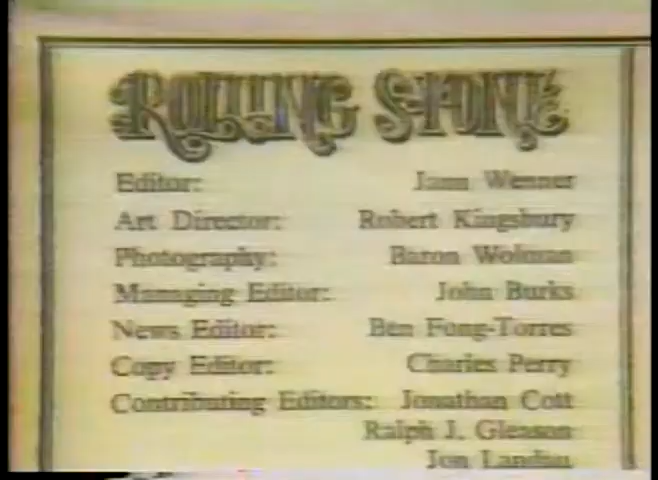 ROLLING STONE
Editor: Jann Wenner
Art Director: Robert Kingsbury
Photography: Baron Wolman
Managing Editor: John Burks
News Editor: Ben Fong-Torres
Copy Editor: Charles Perry
Contributing Editors: Jonathan Cott
Ralph J. Gleason
Jon Landau